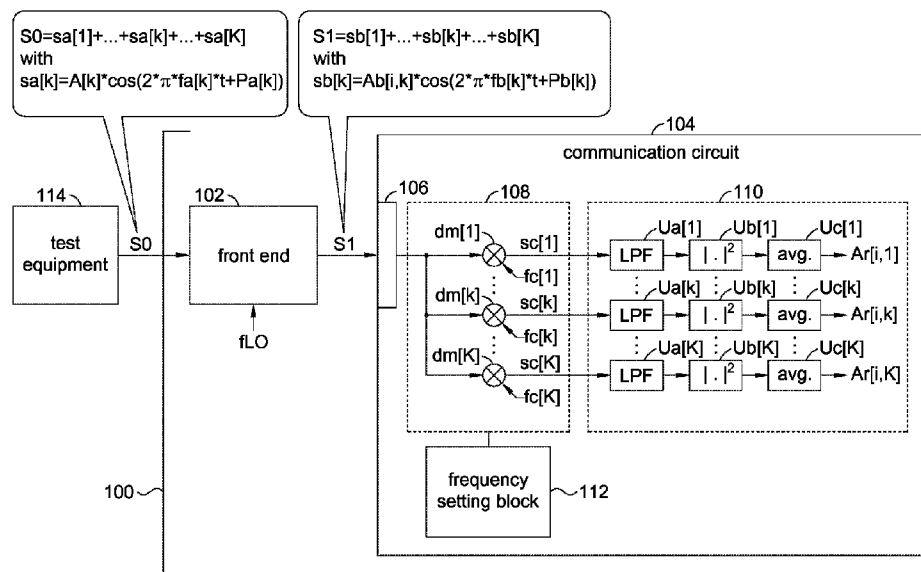 S0=sa[1]+...+sa[k]+...+sa[K]
with
sa[k]=A[k]*cos(2*π*fa[k]*t+Pa[k])
S1=sb[1]+...+sb[k]+...+sb[K]
with
sb[k]=Ab[i,k]*cos(2*π*fb[k]*t+Pb[k])
104
communication circuit
114
102
106
108
110
test
equipment
S0
front end
S1
fLO
dm[1]
sc[1]
fc[1]
dm[k]
sc[k]
fc[k]
dm[K]
sc[K]
fc[K]
Ua[1]
Ub[1]
Uc[1]
LPF
| . |²
avg.
Ar[i,1]
Ua[k]
Ub[k]
Uc[k]
LPF
| . |²
avg.
Ar[i,k]
Ua[K]
Ub[K]
Uc[K]
LPF
| . |²
avg.
Ar[i,K]
frequency
setting block
112
100